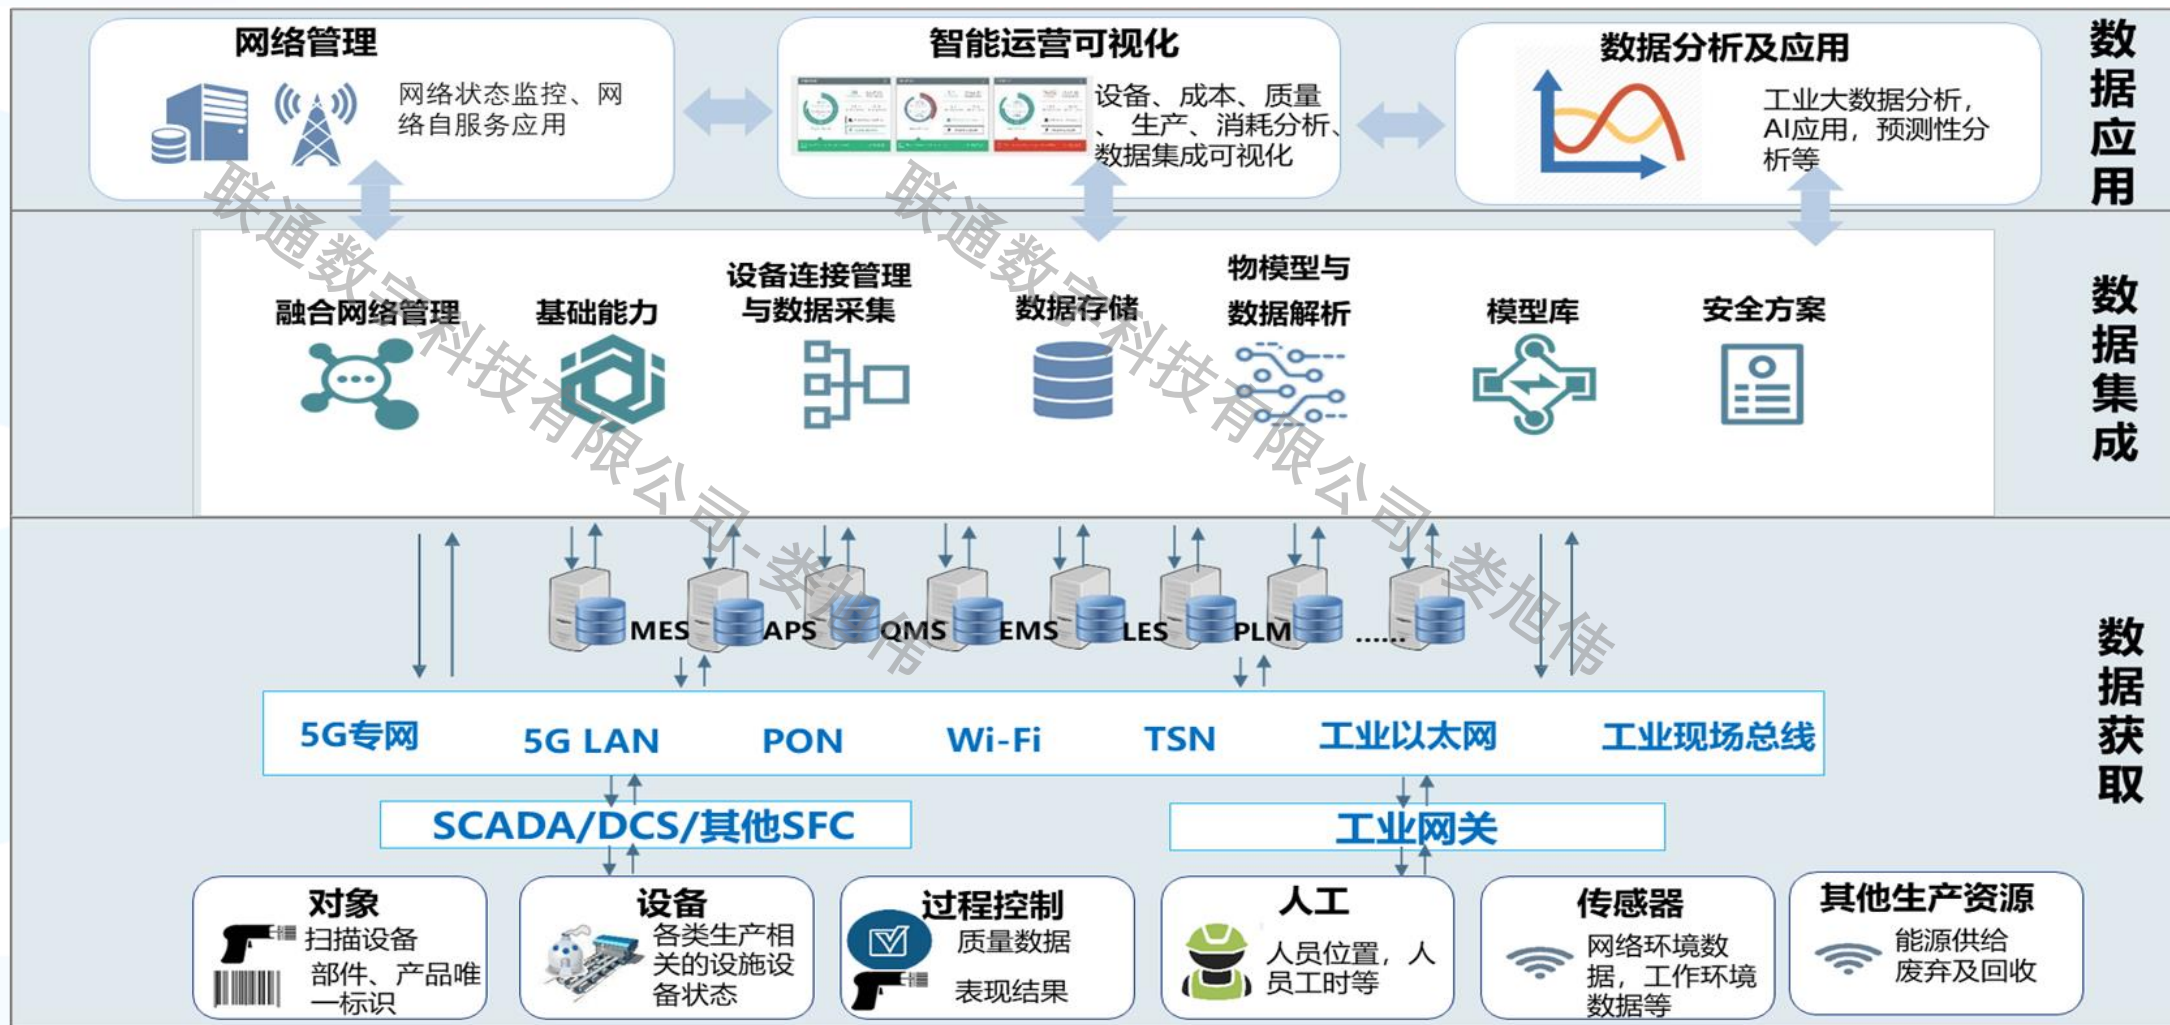 网络管理
网络状态监控、网
络自服务应用
智能运营可视化
设备、成本、质量
、 生产、消耗分析、
数据集成可视化
数据分析及应用
工业大数据分析，
AI应用，预测性分
析等
数据应用
融合网络管理
基础能力
设备连接管理
与数据采集
数据存储
物模型与
数据解析
模型库
安全方案
数据集成
MES
APS
QMS
EMS
LES
PLM
......
5G专网
5G LAN
PON
Wi-Fi
TSN
工业以太网
工业现场总线
SCADA/DCS/其他SFC
工业网关
数据获取
对象
扫描设备
部件、产品唯
一标识
设备
各类生产相
关的设施设
备状态
过程控制
质量数据
表现结果
人工
人员位置，人
员工时等
传感器
网络环境数
据，工作环境
数据等
其他生产资源
能源供给
废弃及回收
联通数字科技有限公司-娄旭伟
联通数字科技有限公司-娄旭伟